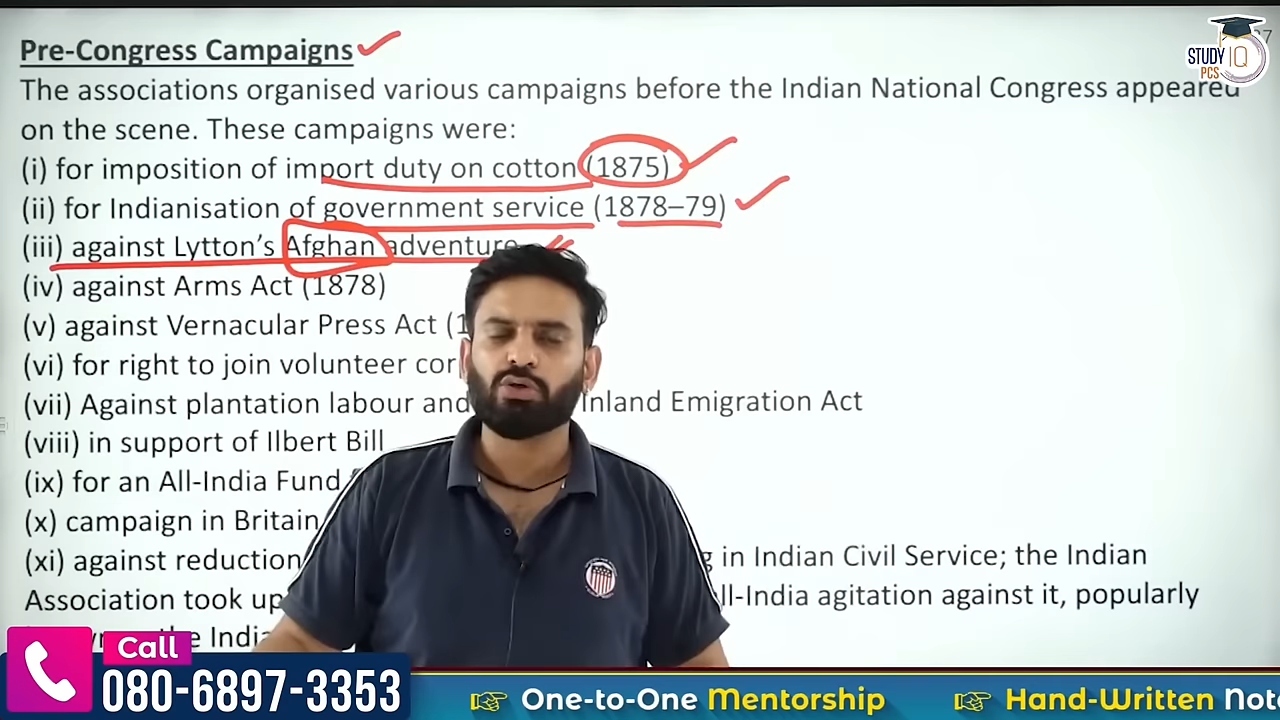 Pre-Congress Campaigns
The associations organised various campaigns before the Indian National Congress appeared
on the scene. These campaigns were:
(i) for imposition of import duty on cotton (1875)
(ii) for Indianisation of government service (1878–79)
(iii) against Lytton's Afghan adventure
(iv) against Arms Act (1878)
(v) against Vernacular Press Act (1
(vi) for right to join volunteer cor
(vii) Against plantation labour and Inland Emigration Act
(viii) in support of Ilbert Bill
(ix) for an All-India Fund
(x) campaign in Britain
(xi) against reduction in Indian Civil Service; the Indian
Association took up ll-India agitation against it, popularly
the Indi
STUDY IQ
PCS
Call
080-6897-3353
One-to-One Mentorship
Hand-Written Not